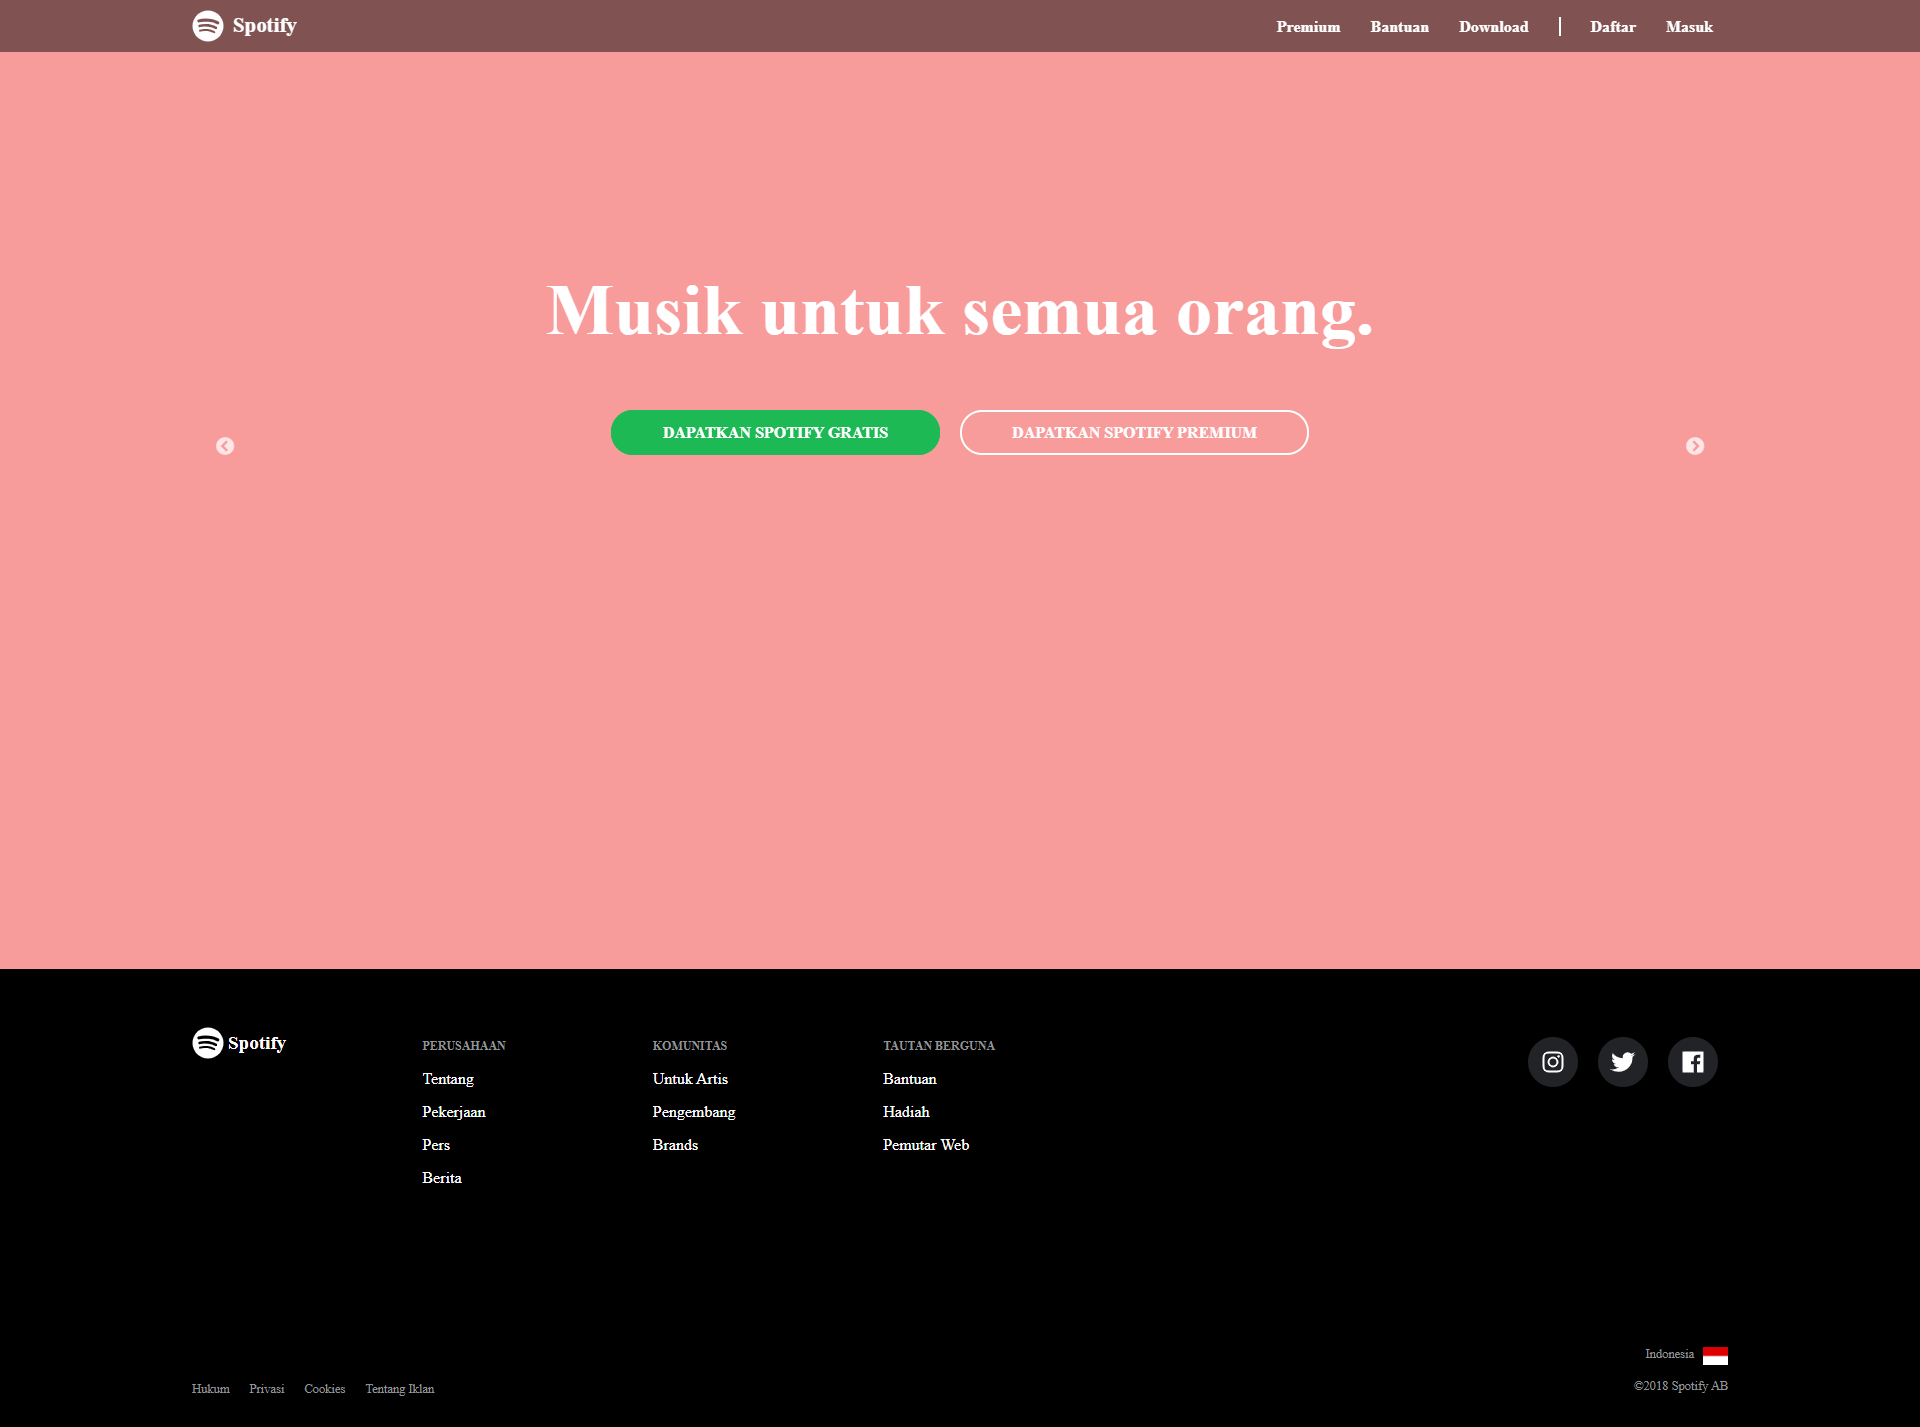 Spotify
Premium Bantuan Download | Daftar Masuk
Musik untuk semua orang.
DAPATKAN SPOTIFY GRATIS
DAPATKAN SPOTIFY PREMIUM
Spotify
PERUSAHAAN
Tentang
Pekerjaan
Pers
Berita
KOMUNITAS
Untuk Artis
Pengembang
Brands
TAUTAN BERGUNA
Bantuan
Hadiah
Pemutar Web
Hukum Privasi Cookies Tentang Iklan
Indonesia
©2018 Spotify AB